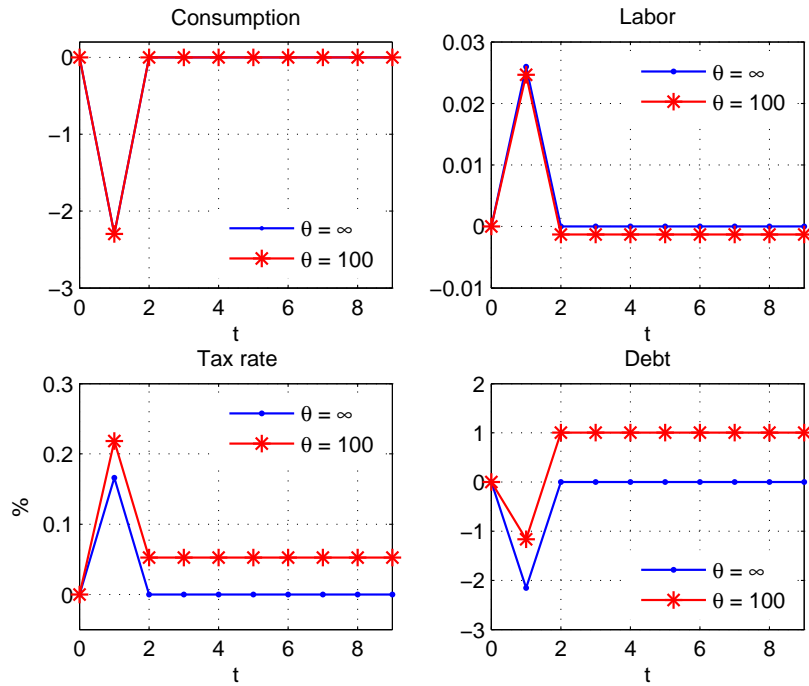 Consumption
0
−1
−2
−3
0 2 4 6 8
t
θ = ∞
θ = 100
Labor
0.03
0.02
0.01
0
−0.01
0 2 4 6 8
t
θ = ∞
θ = 100
Tax rate
%
0.3
0.2
0.1
0
0 2 4 6 8
t
θ = ∞
θ = 100
Debt
2
1
0
−1
−2
−3
0 2 4 6 8
t
θ = ∞
θ = 100